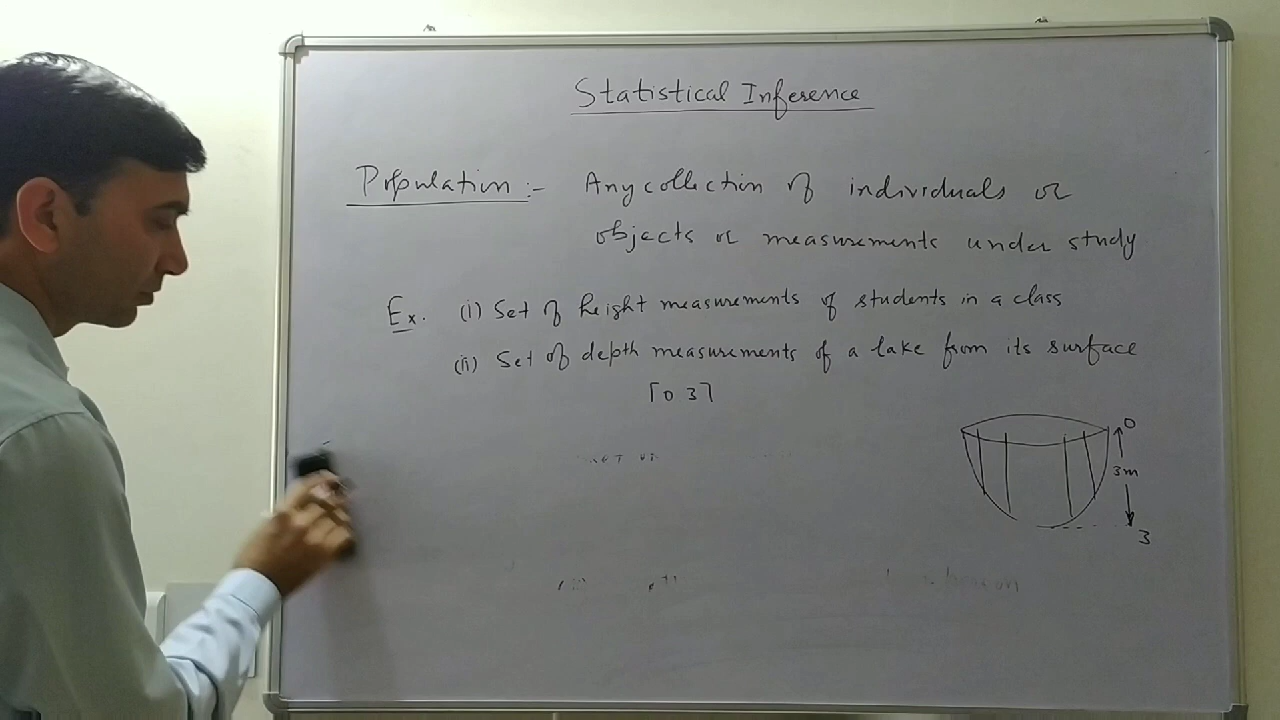 Statistical Inference
Population :- Any collection of individuals or
objects or measurements under study
Ex. (i) Set of height measurements of students in a class
(ii) Set of depth measurements of a lake from its surface
[0 3]
0
3m
3